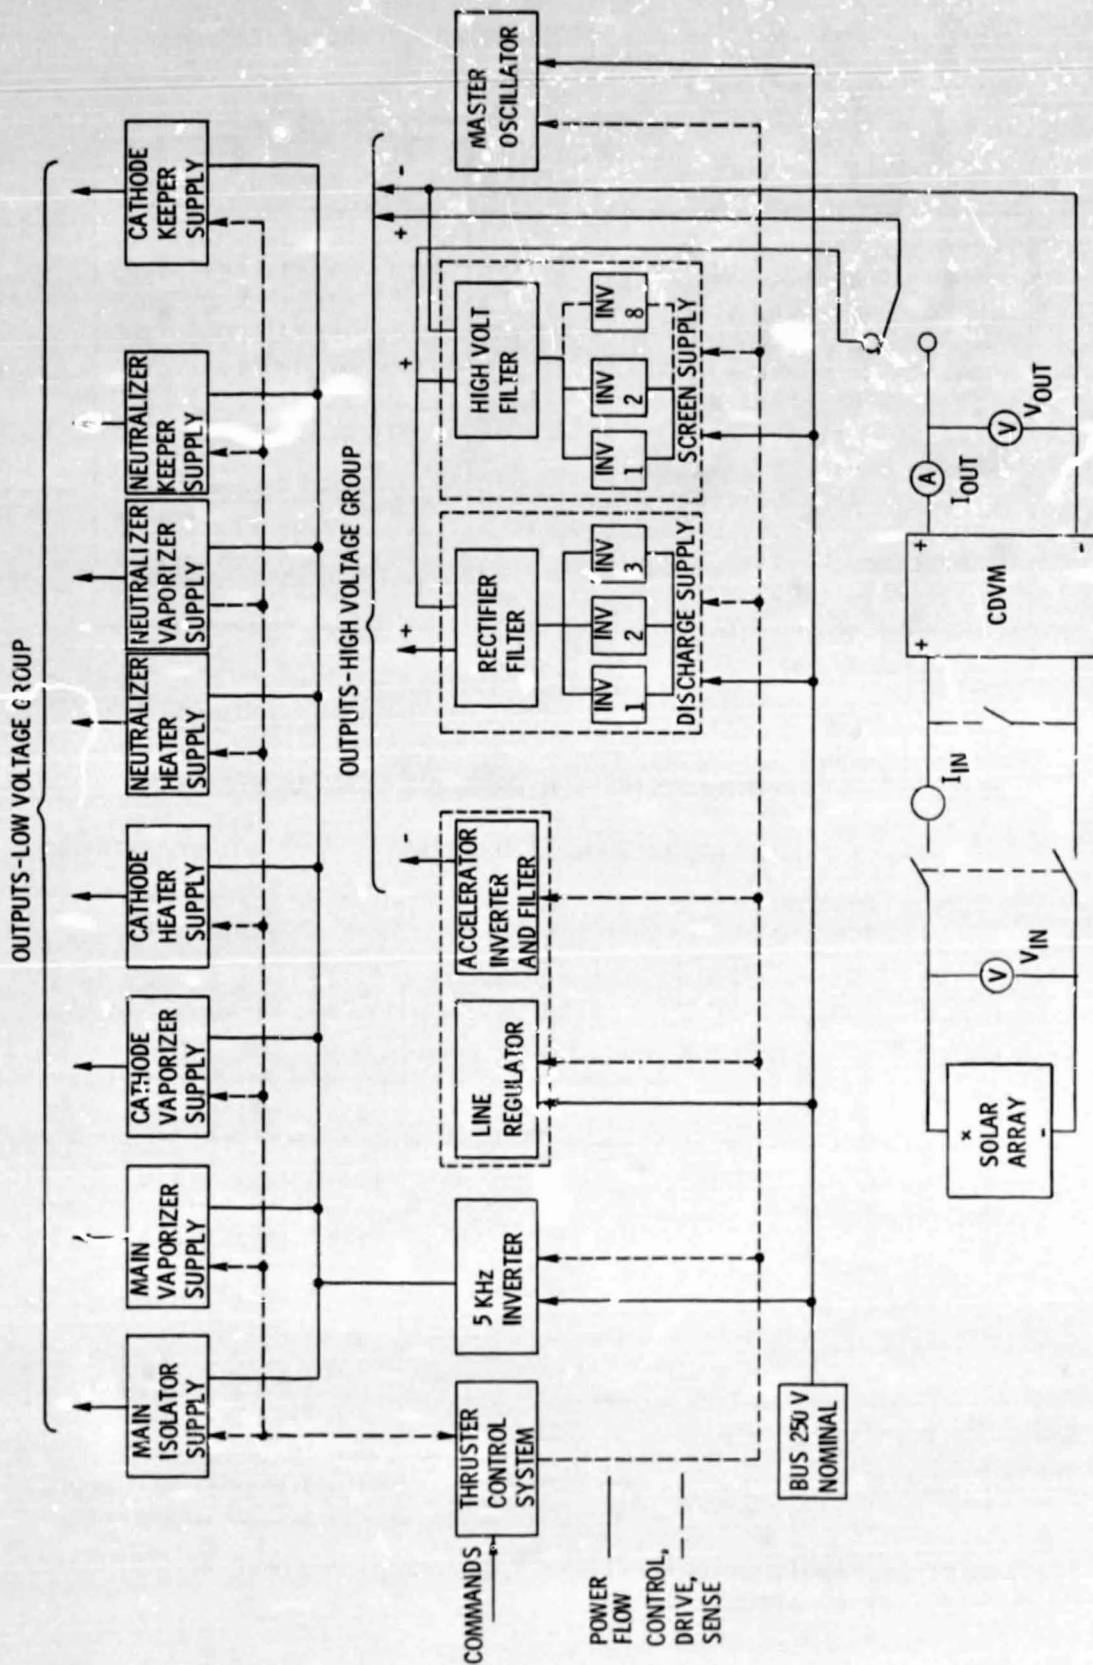 OUTPUTS-LOW VOLTAGE GROUP
MAIN
ISOLATOR
SUPPLY
MAIN
VAPORIZER
SUPPLY
CATHODE
VAPORIZER
SUPPLY
CATHODE
HEATER
SUPPLY
NEUTRALIZER
HEATER
SUPPLY
NEUTRALIZER
VAPORIZER
SUPPLY
NEUTRALIZER
KEEPER
SUPPLY
CATHODE
KEEPER
SUPPLY
OUTPUTS-HIGH VOLTAGE GROUP
-
+
+
-
+
COMMANDS
THRUSTER
CONTROL
SYSTEM
5 KHz
INVERTER
LINE
REGULATOR
ACCELERATOR
INVERTER
AND FILTER
RECTIFIER
FILTER
HIGH VOLT
FILTER
MASTER
OSCILLATOR
INV
1
INV
2
INV
3
INV
1
INV
2
INV
8
DISCHARGE SUPPLY
SCREEN SUPPLY
POWER
FLOW
CONTROL,
DRIVE,
SENSE
BUS 250 V
NOMINAL
×
SOLAR
ARRAY
-
V
VIN
IIN
+
+
CDVM
-
A
IOUT
V
VOUT